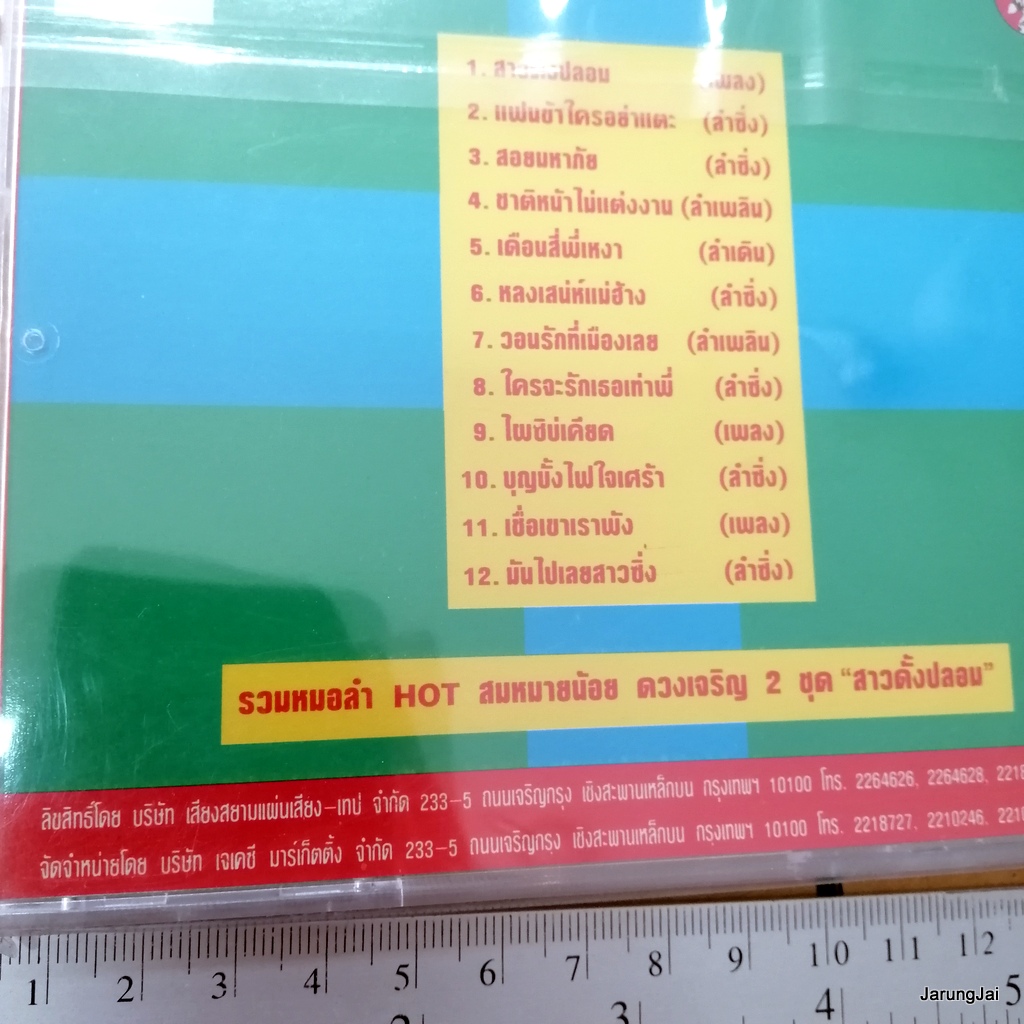 1. สาวดั้งปลอม (เพลง)
2. แฟนข้าใครอย่าแตะ (ลำซิ่ง)
3. สอยมหาภัย (ลำซิ่ง)
4. ชาติหน้าไม่แต่งงาน (ลำเพลิน)
5. เดือนสี่พี่เหงา (ลำเดิน)
6. หลงเสน่ห์แม่ฮ้าง (ลำซิ่ง)
7. วอนรักที่เมืองเลย (ลำเพลิน)
8. ใครจะรักเธอเท่าพี่ (ลำซิ่ง)
9. ไผซิบ่เคียด (เพลง)
10. บุญบั้งไฟใจเศร้า (ลำซิ่ง)
11. เชื่อเขาเราพัง (เพลง)
12. มันไปเลยสาวซิ่ง (ลำซิ่ง)
รวมหมอลำ HOT สมหมายน้อย ดวงเจริญ 2 ชุด "สาวดั้งปลอม"
ลิขสิทธิ์โดย บริษัท เสียงสยามแผ่นเสียง-เทป จำกัด 233-5 ถนนเจริญกรุง เชิงสะพานเหล็กบน กรุงเทพฯ 10100 โทร. 2264626, 2264628, 2218
จัดจำหน่ายโดย บริษัท เจเคซี มาร์เก็ตติ้ง จำกัด 233-5 ถนนเจริญกรุง เชิงสะพานเหล็กบน กรุงเทพฯ 10100 โทร. 2218727, 2210246,
1 2 3 4 5 6 7 8 9 10 11 12
2 3 4 5
JarungJai